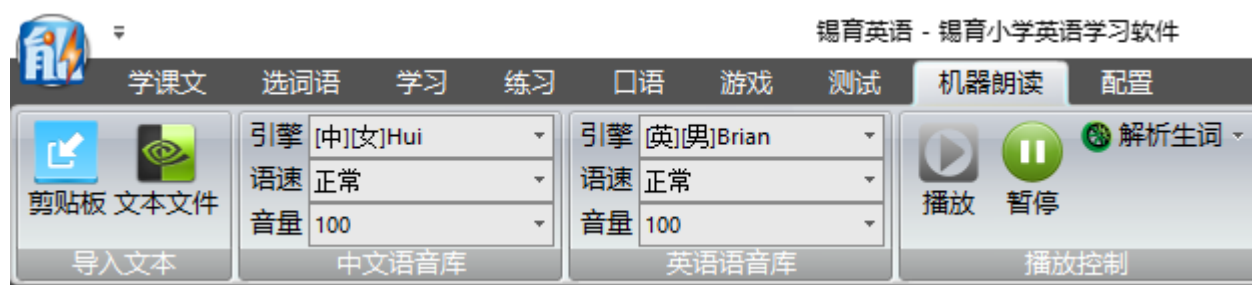 锡育英语 - 锡育小学英语学习软件
学课文 选词语 学习 练习 口语 游戏 测试 机器朗读 配置
剪贴板 文本文件
导入文本
引擎 [中][女]Hui
语速 正常
音量 100
中文语音库
引擎 [英][男]Brian
语速 正常
音量 100
英语语音库
播放 暂停 解析生词
播放控制